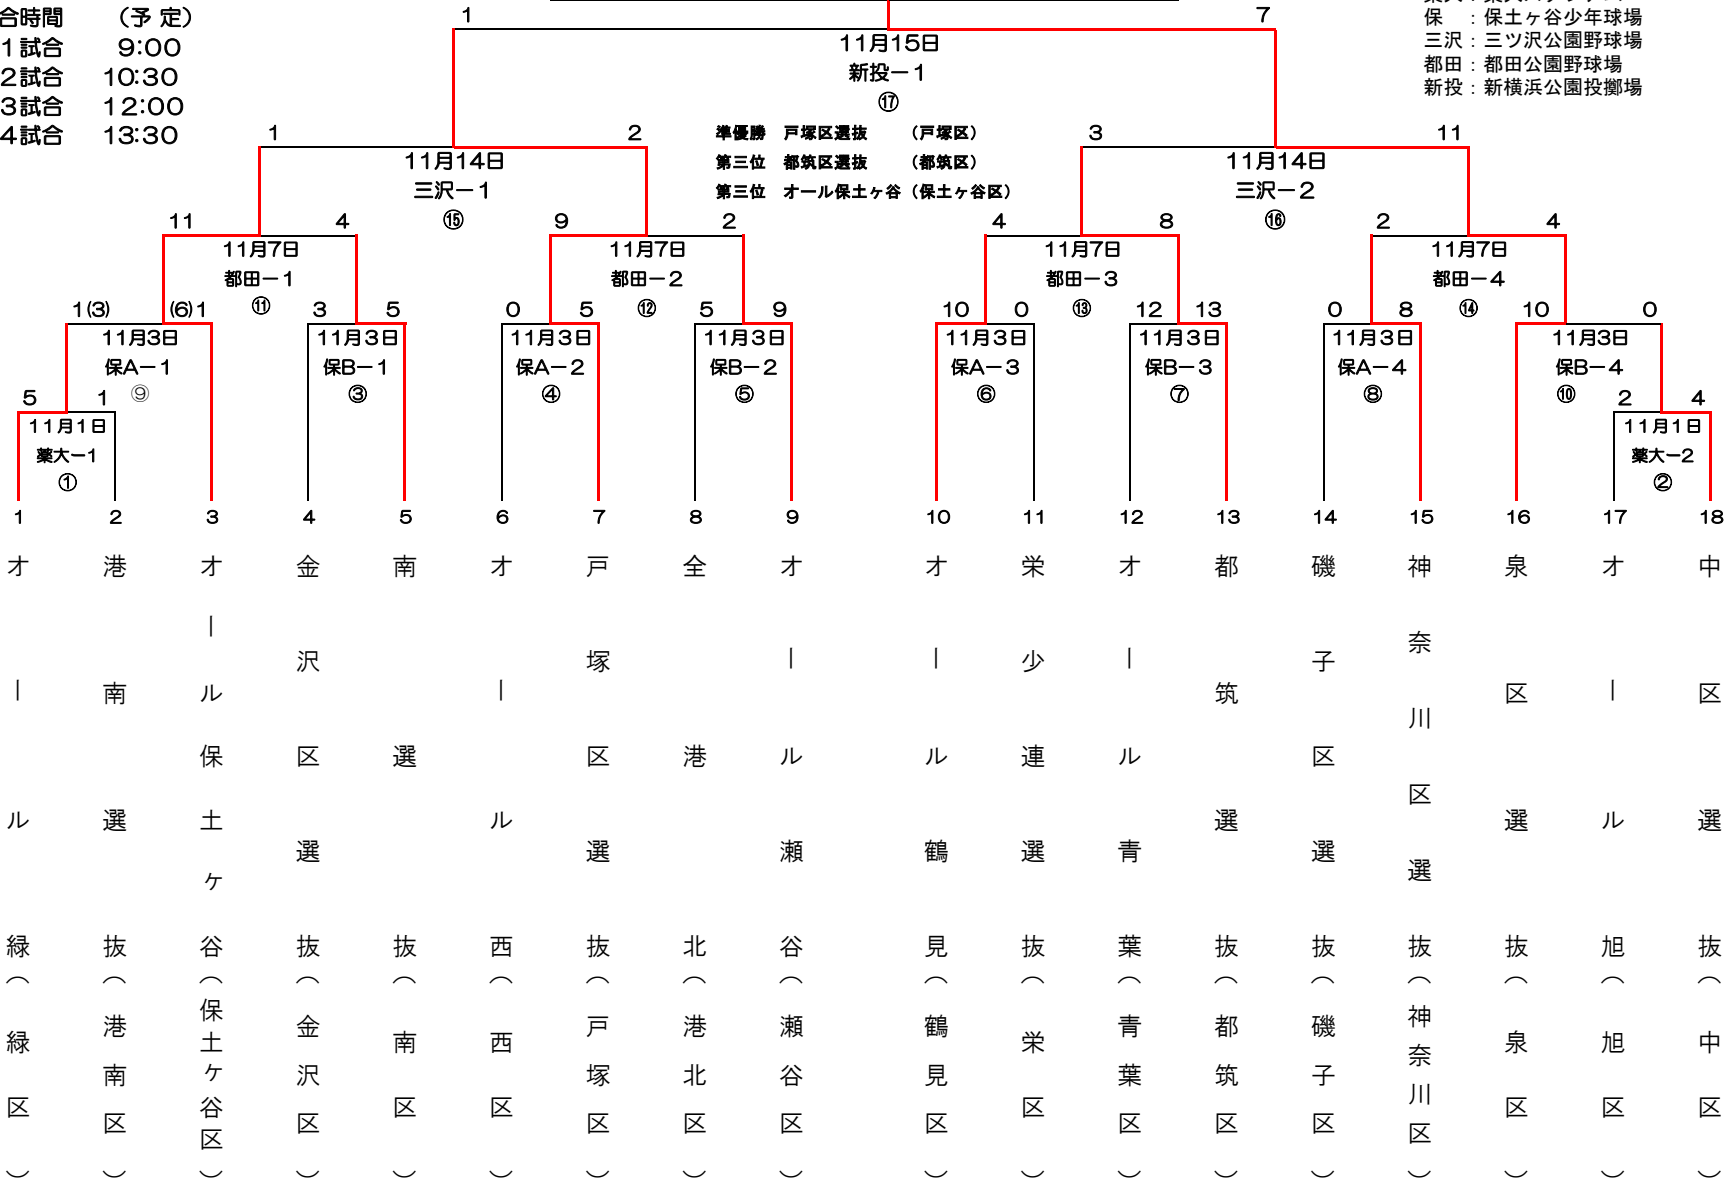 合時間 （予 定）
1試合 9:00
2試合 10:30
3試合 12:00
4試合 13:30
保 ：保土ヶ谷少年球場
三沢：三ツ沢公園野球場
都田：都田公園野球場
新投：新横浜公園投擲場
1 7
11月15日
新投－1
⑰
準優勝 戸塚区選抜 （戸塚区）
第三位 都筑区選抜 （都筑区）
第三位 オール保土ヶ谷（保土ヶ谷区）
1 2 3 11
11月14日 11月14日
三沢－1 三沢－2
⑮ ⑯
11 4 9 2 4 8 2 4
11月7日 11月7日 11月7日 11月7日
都田－1 都田－2 都田－3 都田－4
⑪ ⑫ ⑬ ⑭
1(3) (6)1 3 5 0 5 5 9 10 0 12 13 0 8 10 0
11月3日 11月3日 11月3日 11月3日 11月3日 11月3日 11月3日 11月3日
保A－1 保B－1 保A－2 保B－2 保A－3 保B－3 保A－4 保B－4
⑨ ③ ④ ⑤ ⑥ ⑦ ⑧ ⑩
5 1 2 4
11月1日 11月1日
薬大－1 薬大－2
① ②
1 2 3 4 5 6 7 8 9 10 11 12 13 14 15 16 17 18
オール緑（緑区）
港南選抜（港南区）
オール保土ヶ谷（保土ヶ谷区）
金沢区選抜（金沢区）
南選抜（南区）
オール西（西区）
戸塚区選抜（戸塚区）
全港北（港北区）
オール瀬谷（瀬谷区）
オール鶴見（鶴見区）
栄少連選抜（栄区）
オール青葉（青葉区）
都筑選抜（都筑区）
磯子区選抜（磯子区）
神奈川区選抜（神奈川区）
泉区選抜（泉区）
オール旭（旭区）
中区選抜（中区）